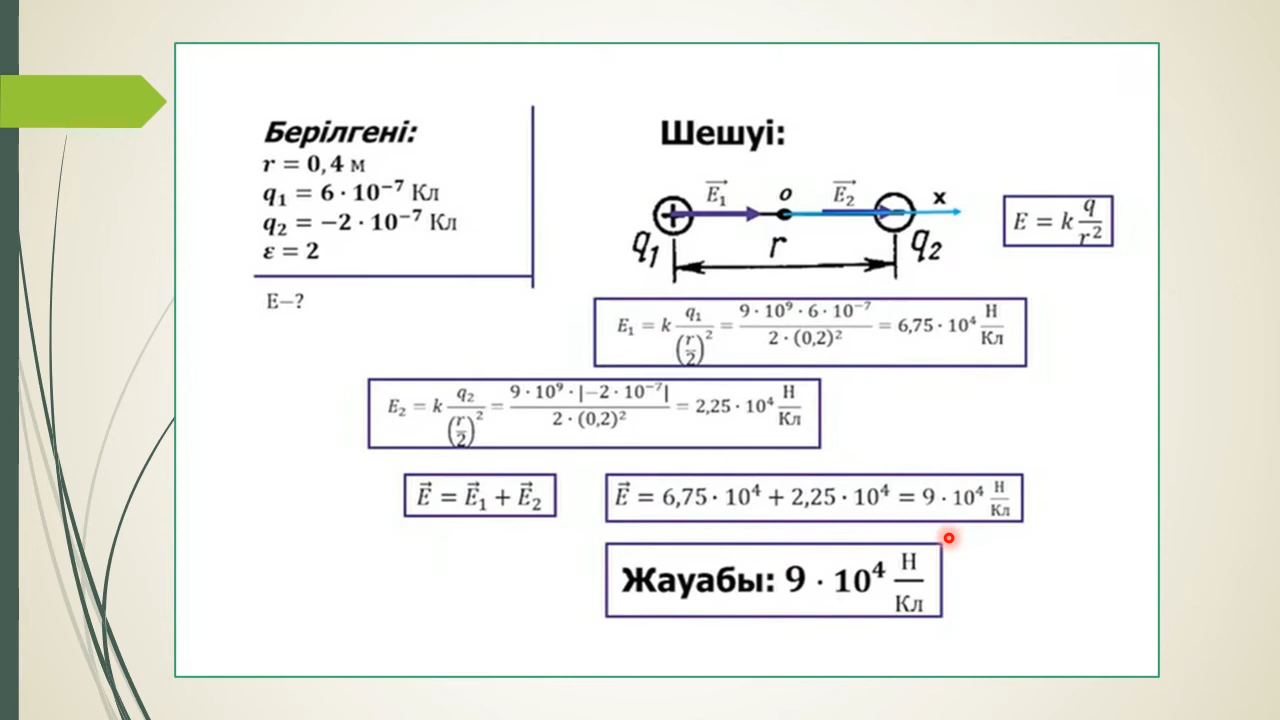 Берілгені:
r = 0,4 м
q₁ = 6 · 10⁻⁷ Кл
q₂ = −2 · 10⁻⁷ Кл
ε = 2
E−?
Шешуі:
E₁→ o E₂→ x
q₁ r q₂
E = k q/r²
E₁ = k q₁/(r/2)² = 9 · 10⁹ · 6 · 10⁻⁷/2 · (0,2)² = 6,75 · 10⁴ Н/Кл
E₂ = k q₂/(r/2)² = 9 · 10⁹ · |−2 · 10⁻⁷|/2 · (0,2)² = 2,25 · 10⁴ Н/Кл
E⃗ = E⃗₁ + E⃗₂
E⃗ = 6,75 · 10⁴ + 2,25 · 10⁴ = 9 · 10⁴ Н/Кл
Жауабы: 9 · 10⁴ Н/Кл